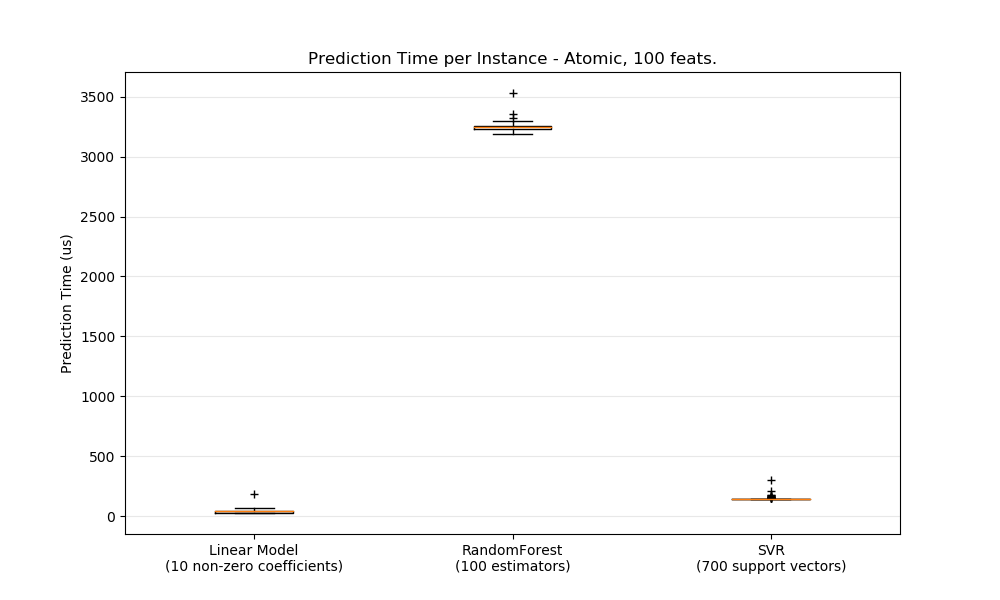 Prediction Time per Instance - Atomic, 100 feats.
Prediction Time (us)
3500
3000
2500
2000
1500
1000
500
0
Linear Model
(10 non-zero coefficients)
RandomForest
(100 estimators)
SVR
(700 support vectors)